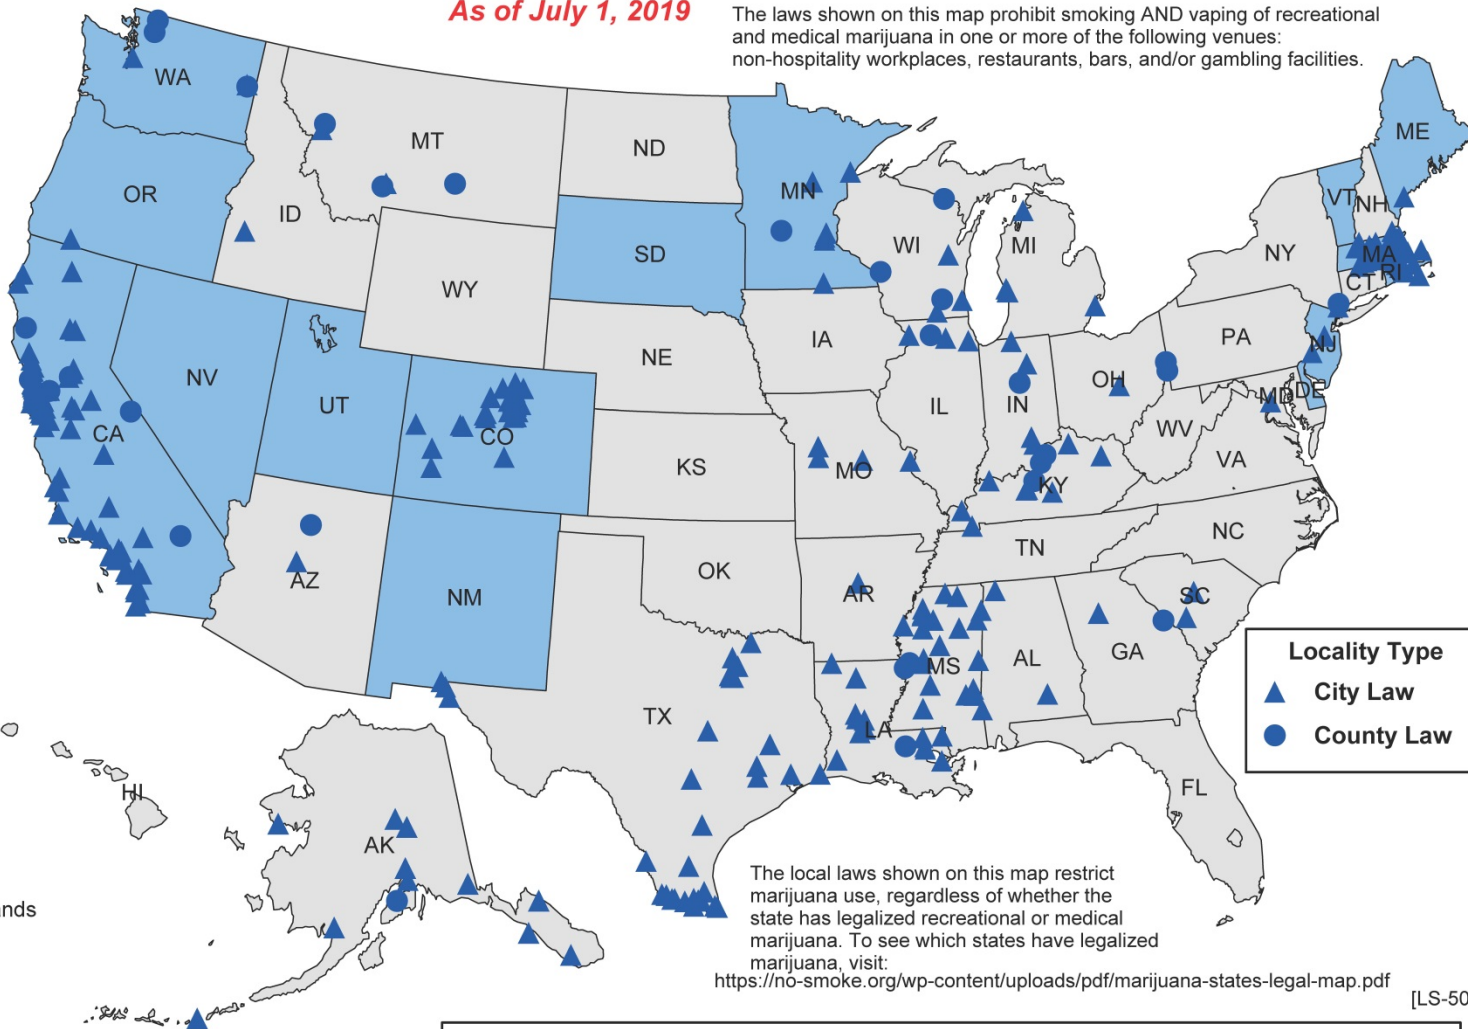 As of July 1, 2019
The laws shown on this map prohibit smoking AND vaping of recreational
and medical marijuana in one or more of the following venues:
non-hospitality workplaces, restaurants, bars, and/or gambling facilities.
WA
MT
ND
MN
ME
OR
ID
SD
WI
MI
VT
NH
NY
MA
CT
RI
WY
IA
PA
NJ
NV
NE
OH
UT
IL
IN
MD
DE
CA
CO
WV
KS
MO
KY
VA
NC
TN
AZ
OK
AR
NM
SC
MS
AL
GA
TX
LA
FL
HI
AK
Locality Type
City Law
County Law
nds
The local laws shown on this map restrict
marijuana use, regardless of whether the
state has legalized recreational or medical
marijuana. To see which states have legalized
marijuana, visit:
https://no-smoke.org/wp-content/uploads/pdf/marijuana-states-legal-map.pdf
[LS-50